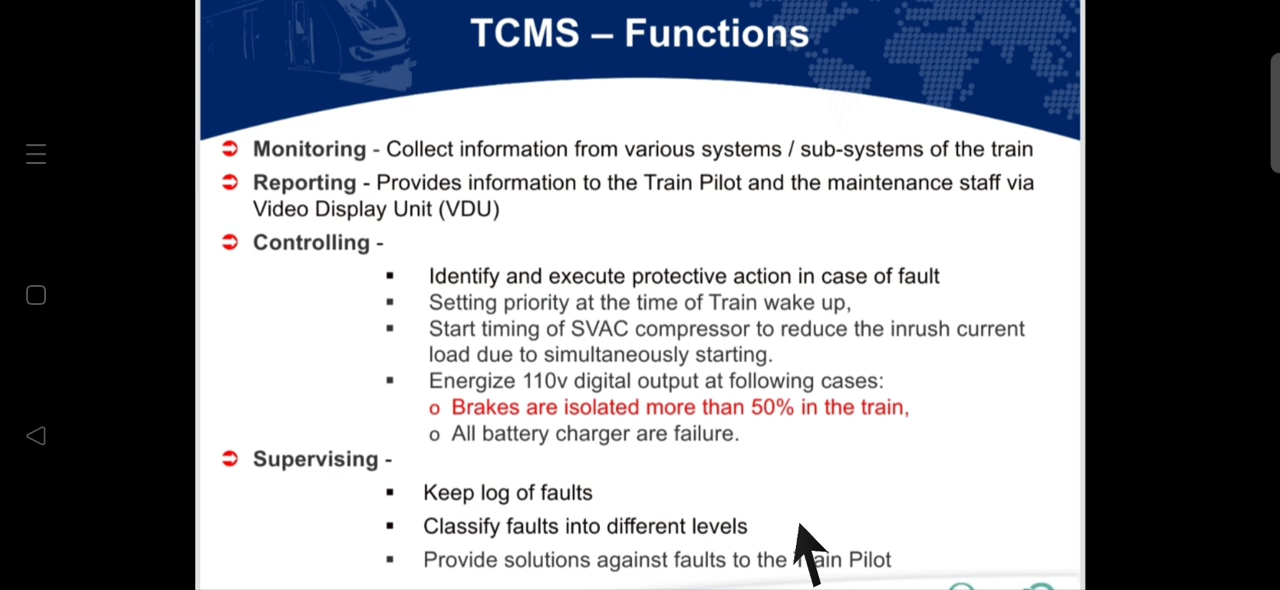 TCMS – Functions
Monitoring - Collect information from various systems / sub-systems of the train
Reporting - Provides information to the Train Pilot and the maintenance staff via
Video Display Unit (VDU)
Controlling -
Identify and execute protective action in case of fault
Setting priority at the time of Train wake up,
Start timing of SVAC compressor to reduce the inrush current
load due to simultaneously starting.
Energize 110v digital output at following cases:
o Brakes are isolated more than 50% in the train,
o All battery charger are failure.
Supervising -
Keep log of faults
Classify faults into different levels
Provide solutions against faults to the Train Pilot